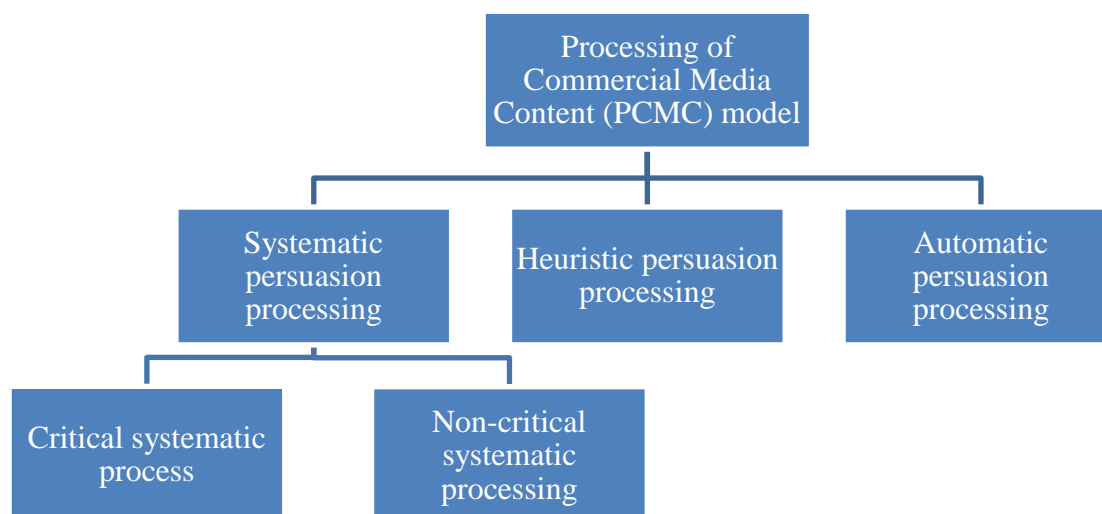 Processing of
Commercial Media
Content (PCMC) model
Systematic
persuasion
processing
Heuristic persuasion
processing
Automatic
persuasion
processing
Critical systematic
process
Non-critical
systematic
processing